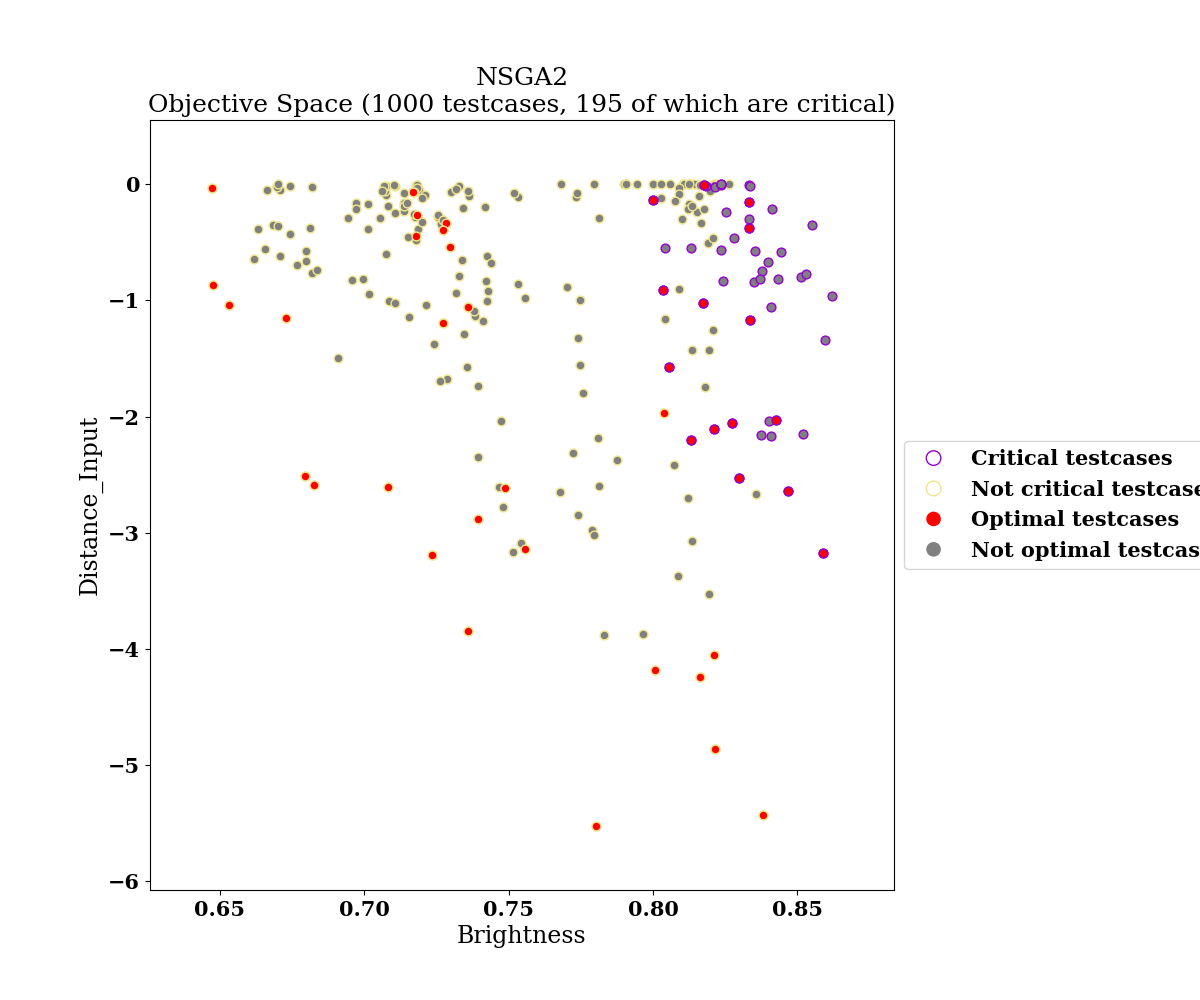 NSGA2
Objective Space (1000 testcases, 195 of which are critical)
Distance_Input
0
−1
−2
−3
−4
−5
−6
0.65 0.70 0.75 0.80 0.85
Brightness
Critical testcases
Not critical testcase
Optimal testcases
Not optimal testcas